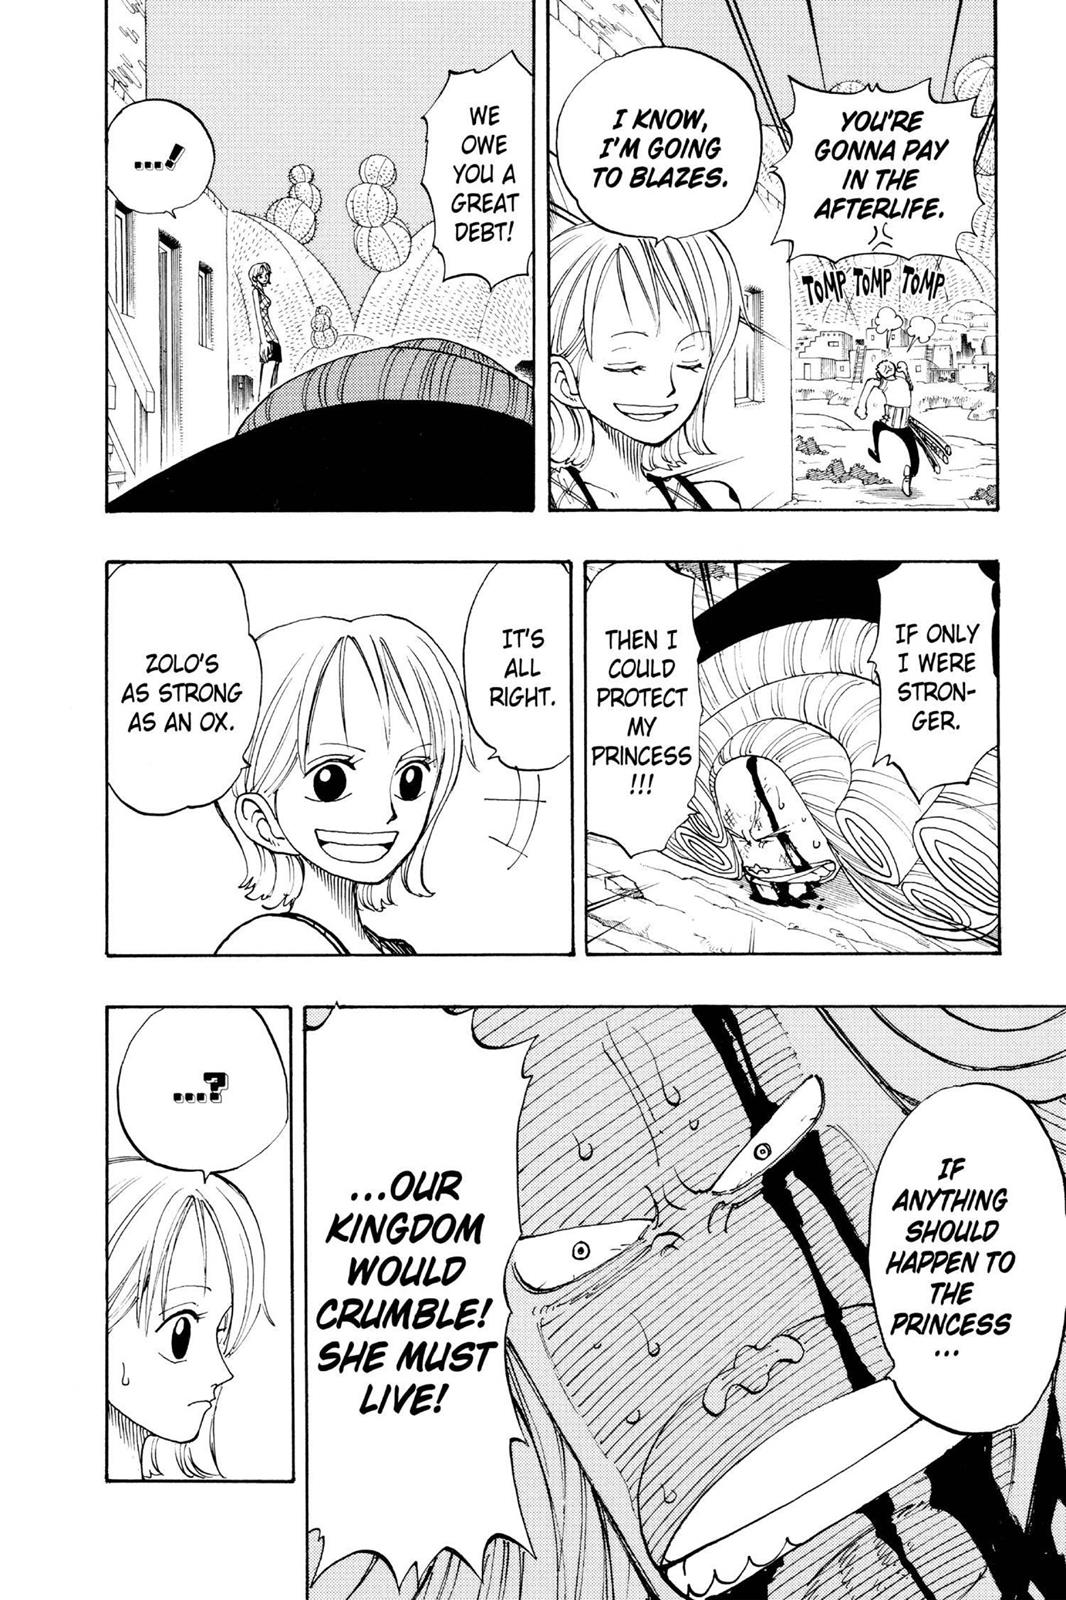 YOU'RE
GONNA PAY
IN THE
AFTERLIFE.
TOMP TOMP TOMP
I KNOW,
I'M GOING
TO BLAZES.
WE
OWE
YOU A
GREAT
DEBT!
....!
IF ONLY
I WERE
STRON-
GER.
THEN I
COULD
PROTECT
MY
PRINCESS
!!!
IT'S
ALL
RIGHT.
ZOLO'S
AS STRONG
AS AN OX.
IF
ANYTHING
SHOULD
HAPPEN TO
THE
PRINCESS
...
...OUR
KINGDOM
WOULD
CRUMBLE!
SHE MUST
LIVE!
...?